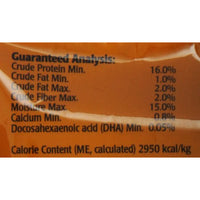 Guaranteed Analysis:
Crude Protein Min. 16.0%
Crude Fat Min. 1.0%
Crude Fat Max. 2.0%
Crude Fiber Max. 2.0%
Moisture Max 15.0%
Calcium Min. 0.8%
Docosahexaenoic acid (DHA) Min. 0.05%
Calorie Content (ME, calculated) 2950 kcal/kg